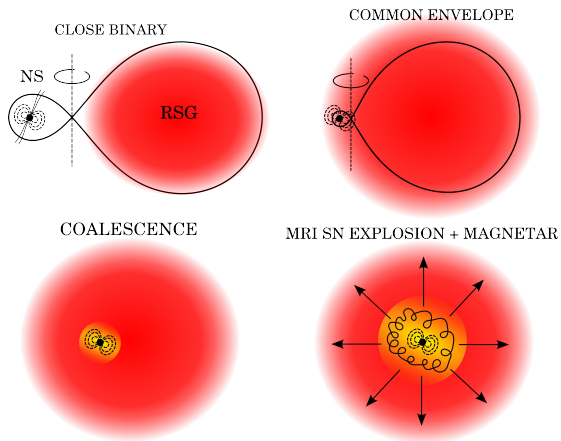 CLOSE BINARY
COMMON ENVELOPE
NS
RSG
COALESCENCE
MRI SN EXPLOSION + MAGNETAR